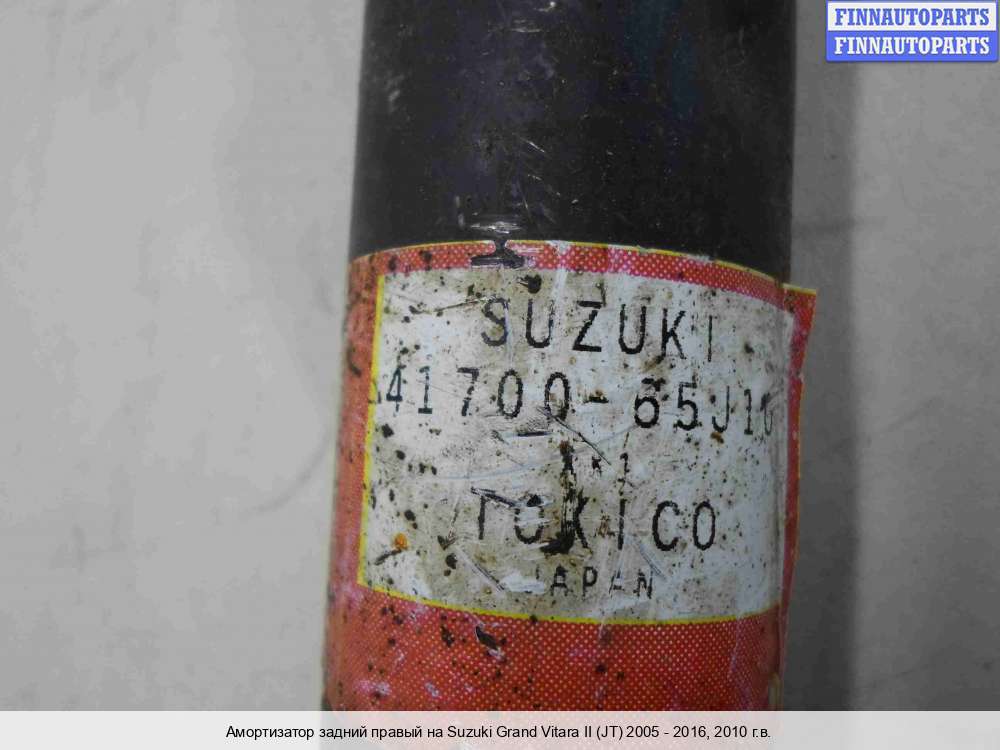 FINNAUTOPARTS
FINNAUTOPARTS
SUZUKI
41700-65J10
TOKICO
JAPAN
Амортизатор задний правый на Suzuki Grand Vitara II (JT) 2005 - 2016, 2010 г.в.